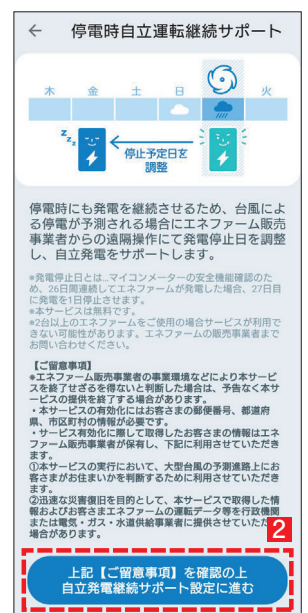 ← 停電時自立運転継続サポート
木 金 土 日 火
zzz
停止予定日を
調整
停電時にも発電を継続させるため、台風によ
る停電が予測される場合にエネファーム販売
事業者からの遠隔操作にて発電停止日を調整
し、自立発電をサポートします。
※発電停止日とは...マイコンメーターの安全機能確認のた
め、26日間連続してエネファームが発電した場合、27日目
に発電を1日停止させます。
※本サービスは無料です。
※2台以上のエネファームをご使用の場合サービスが利用で
きない可能性があります。エネファームの販売事業者まで
お問い合わせください。
【ご留意事項】
※エネファーム販売事業者の事業環境などにより本サービ
スを終了せざるを得ないと判断した場合は、予告なく本サ
ービスの提供を終了する場合があります。
・本サービスの有効化にはお客さまの郵便番号、都道府
県、市区町村の情報が必要です。
・サービス有効化に際して取得したお客さまの情報はエネ
ファーム販売事業者が保有し、下記に利用させていただき
ます。
①本サービスの実行において、大型台風の予測進路上にお
客さまがお住まいかを判断するために利用させていただき
ます。
②迅速な災害復旧を目的として、本サービスで取得した情
報およびお客さまエネファームの運転データ等を行政機関
または電気・ガス・水道供給事業者に提供させていただ
場合があります。
2
上記【ご留意事項】を確認の上
自立発電継続サポート設定に進む